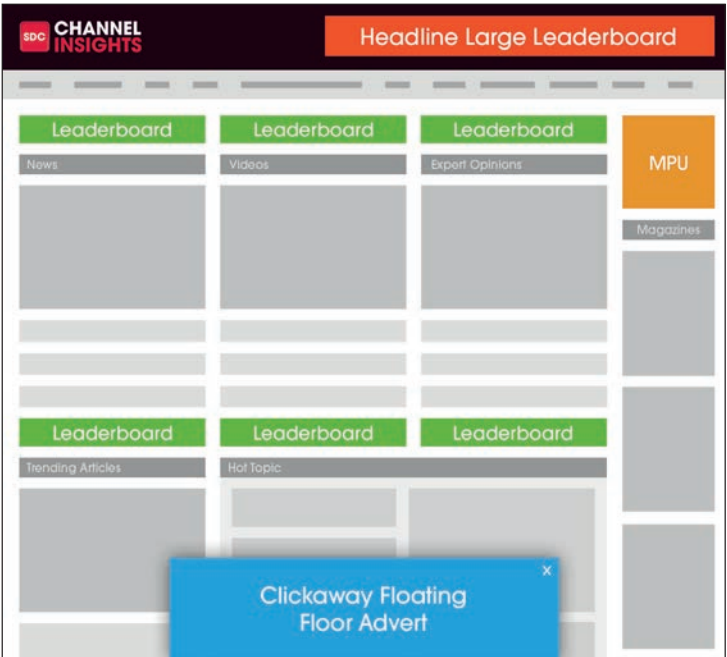 SDC CHANNEL
INSIGHTS
Headline Large Leaderboard
Leaderboard Leaderboard Leaderboard
MPU
News Videos Expert Opinions
Magazines
Leaderboard Leaderboard Leaderboard
Trending Articles Hot Topic
X
Clickaway Floating
Floor Advert